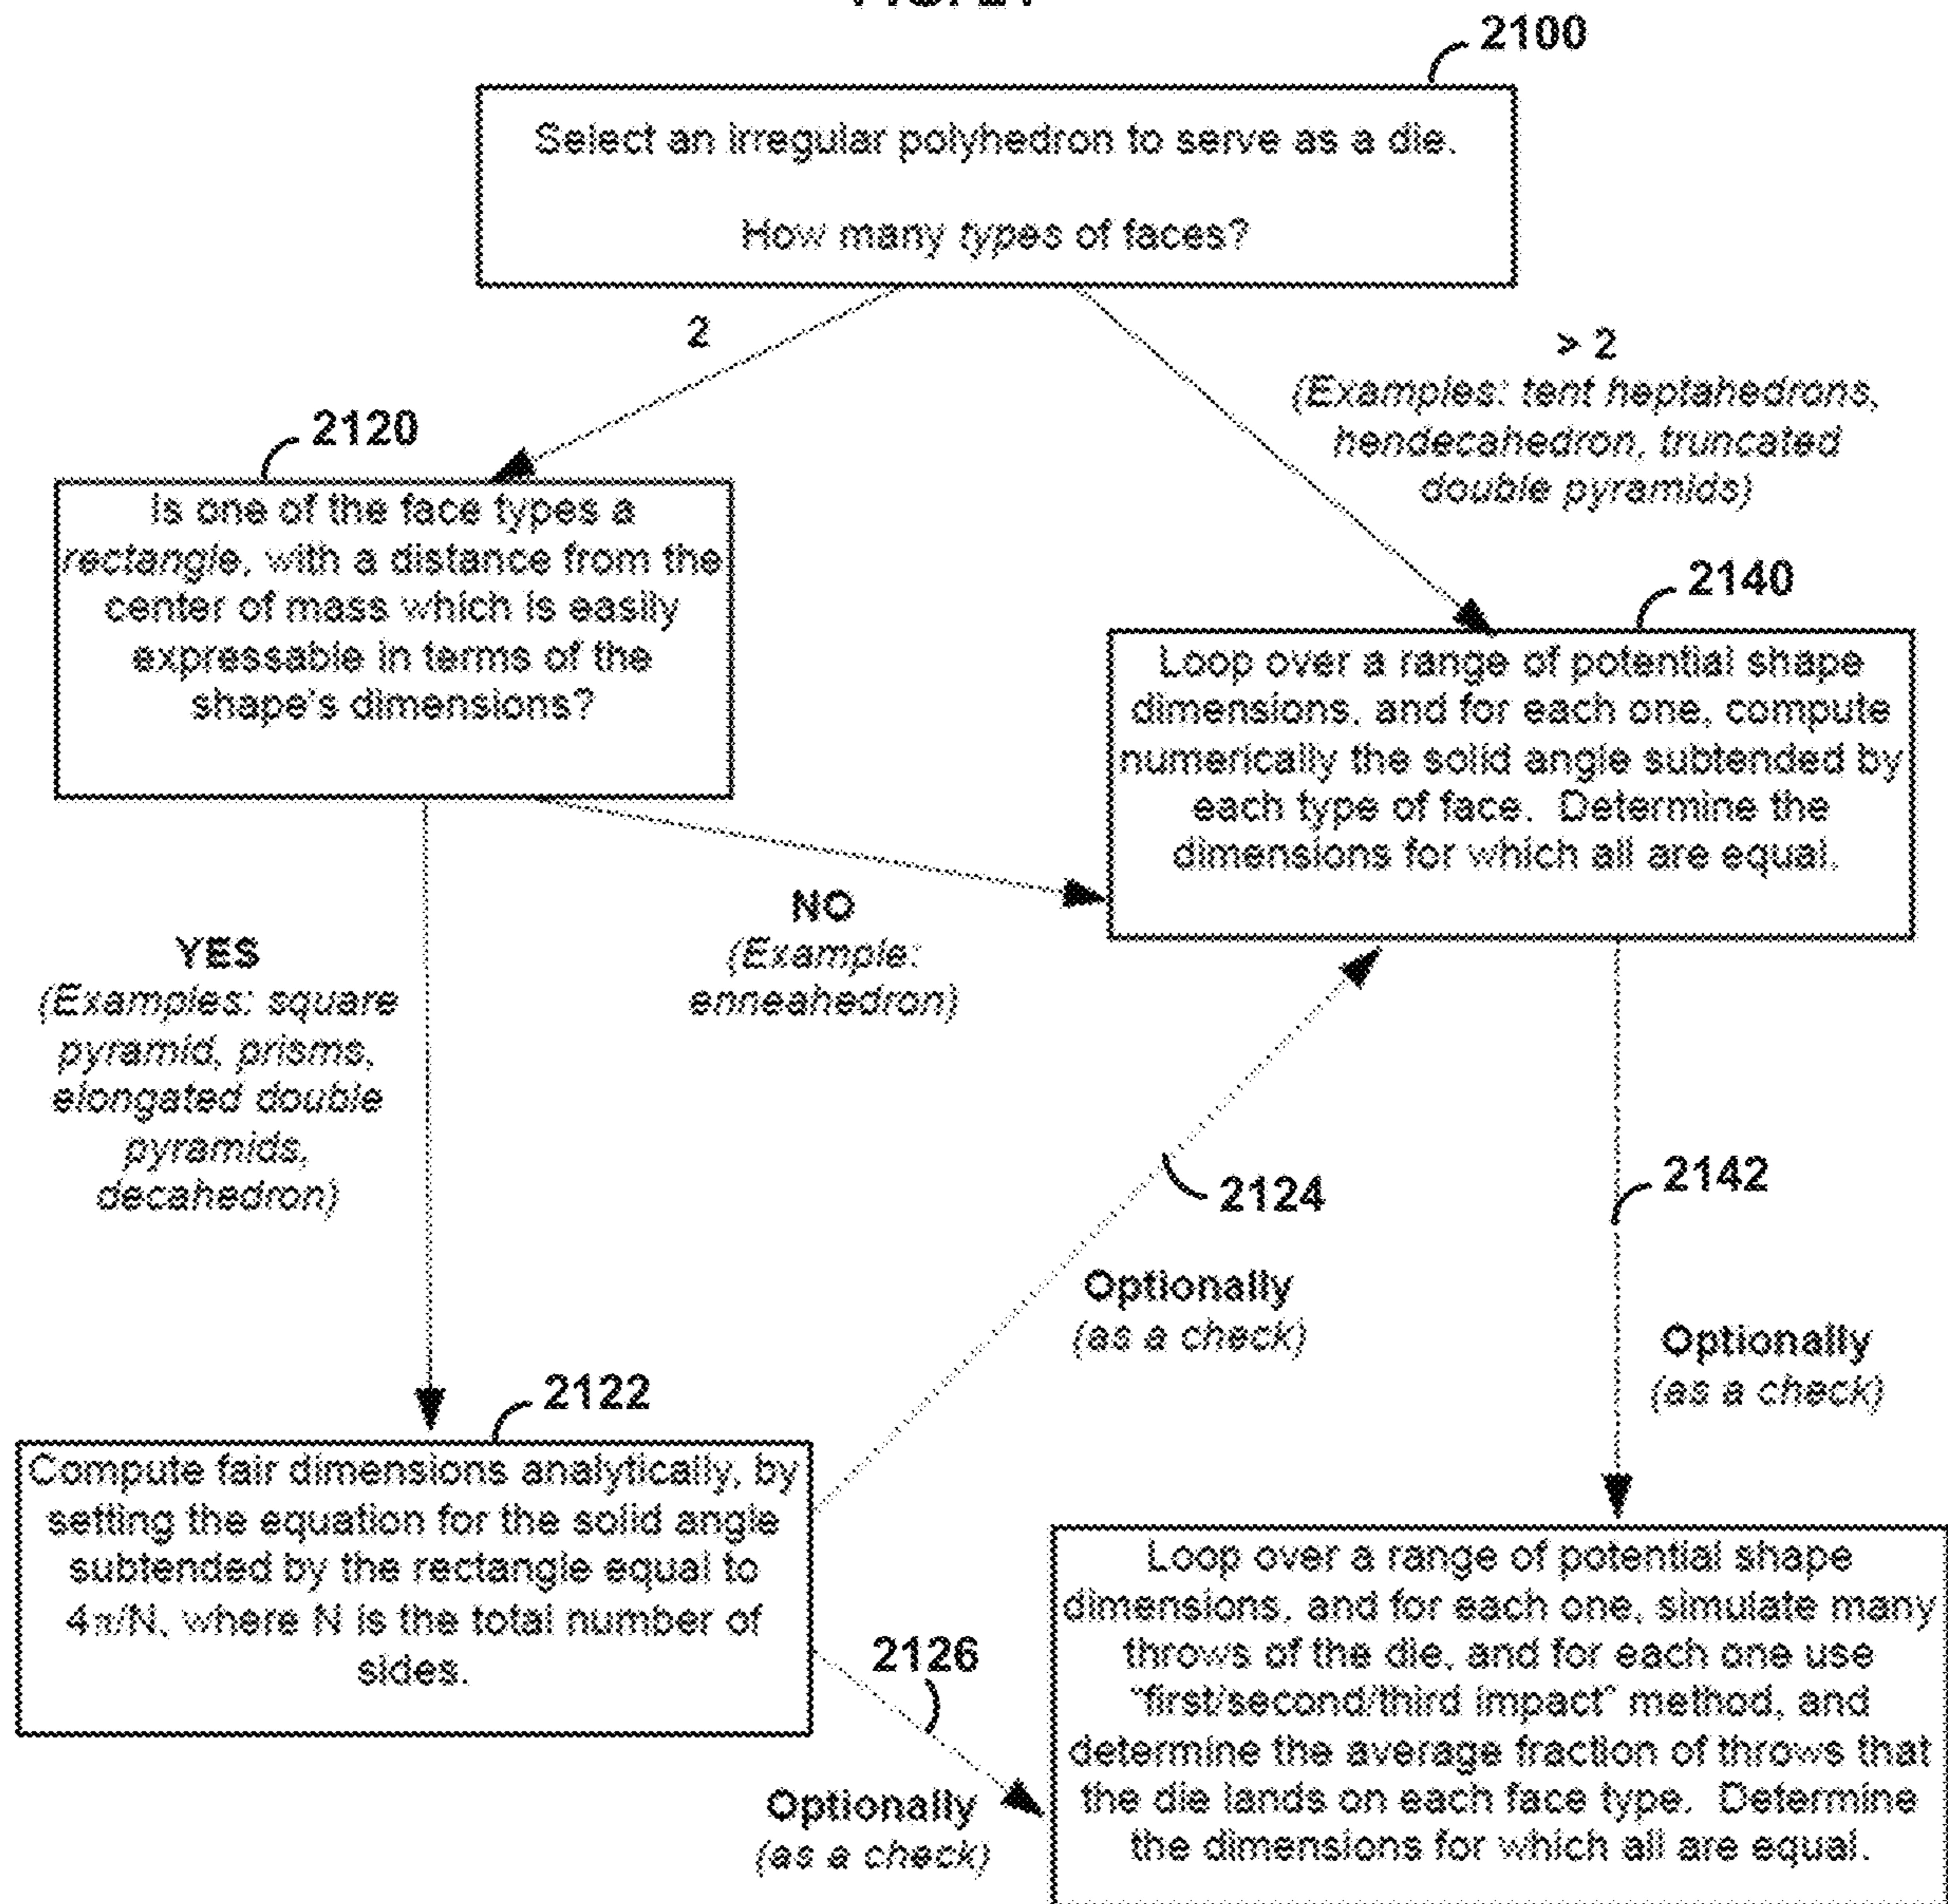 2100
Select an irregular polyhedron to serve as a die.
How many types of faces?
2
> 2
(Examples: tent heptahedrons,
hendecahedron, truncated
double pyramids)
2120
Is one of the face types a
rectangle, with a distance from the
center of mass which is easily
expressable in terms of the
shape's dimensions?
2140
Loop over a range of potential shape
dimensions, and for each one, compute
numerically the solid angle subtended by
each type of face. Determine the
dimensions for which all are equal.
NO
(Example:
enneahedron)
YES
(Examples: square
pyramid, prisms,
elongated double
pyramids,
decahedron)
2124
Optionally
(as a check)
2142
Optionally
(as a check)
2122
Compute fair dimensions analytically, by
setting the equation for the solid angle
subtended by the rectangle equal to
4π/N, where N is the total number of
sides.
2126
Optionally
(as a check)
Loop over a range of potential shape
dimensions, and for each one, simulate many
throws of the die, and for each one use
"first/second/third impact" method, and
determine the average fraction of throws that
the die lands on each face type. Determine
the dimensions for which all are equal.